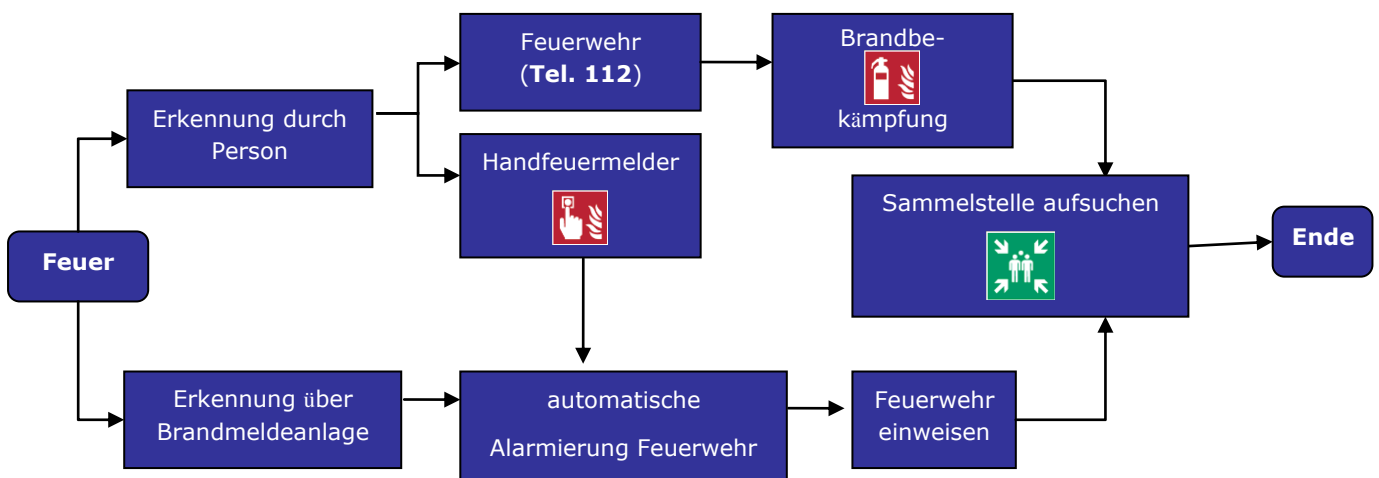 Feuer
Erkennung durch
Person
Feuerwehr
(Tel. 112)
Brandbe-
kämpfung
Handfeuermelder
Sammelstelle aufsuchen
Ende
Erkennung über
Brandmeldeanlage
automatische
Alarmierung Feuerwehr
Feuerwehr
einweisen